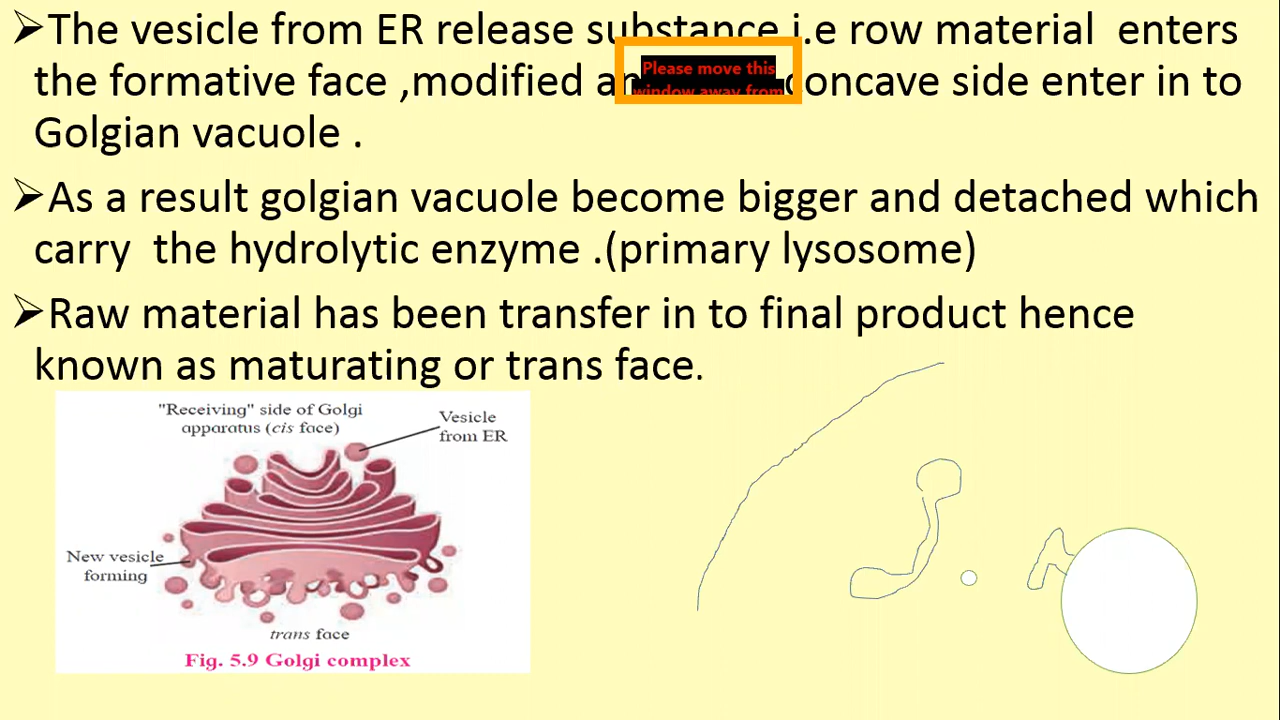 ➢The vesicle from ER release substance i.e row material enters
the formative face ,modified concave side enter in to
Golgian vacuole .
➢As a result golgian vacuole become bigger and detached which
carry the hydrolytic enzyme .(primary lysosome)
➢Raw material has been transfer in to final product hence
known as maturating or trans face.
Please move this
window away from
"Receiving" side of Golgi
apparatus (cis face)
Vesicle
from ER
New vesicle
forming
trans face
Fig. 5.9 Golgi complex